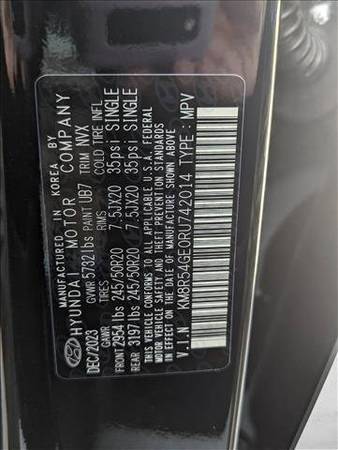 MANUFACTURED IN KOREA BY
HYUNDAI MOTOR COMPANY
DEC/2023 GVWR 5732 lbs PAINT UB7 TRIM NVX
GAWR RIMS COLD TIRE INFL
FRONT 2954 lbs 245/50R20 7.5JX20 35psi SINGLE
REAR 3197 lbs 245/50R20 7.5JX20 35psi SINGLE
THIS VEHICLE CONFORMS TO ALL APPLICABLE U.S.A. FEDERAL
MOTOR VEHICLE SAFETY AND THEFT PREVENTION STANDARDS
IN EFFECT ON THE DATE OF MANUFACTURE SHOWN ABOVE.
V.I.N : KM8R54GE0RU742014 TYPE : MPV